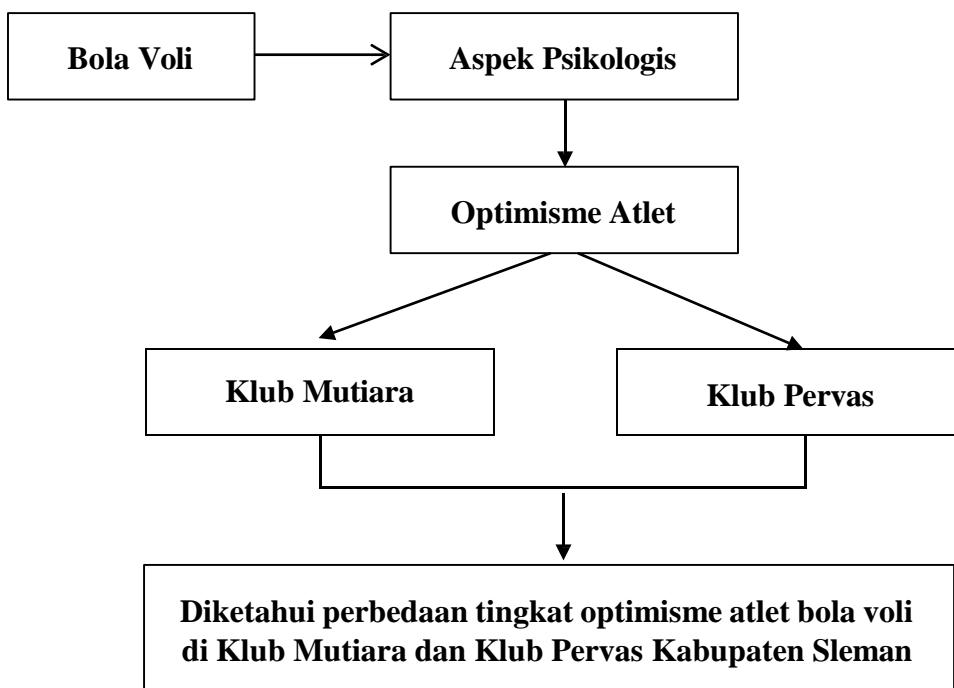 Bola Voli
Aspek Psikologis
Optimisme Atlet
Klub Mutiara
Klub Pervas
Diketahui perbedaan tingkat optimisme atlet bola voli
di Klub Mutiara dan Klub Pervas Kabupaten Sleman